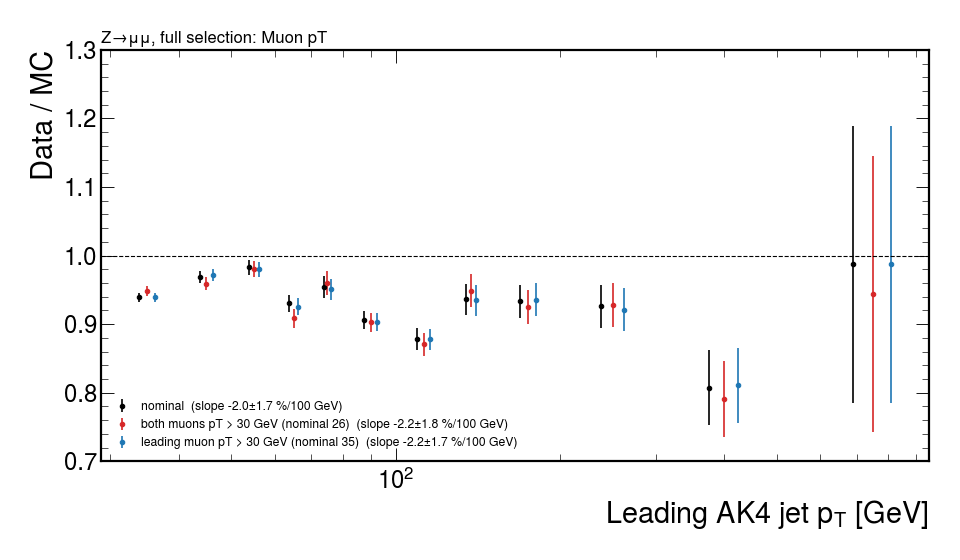 Z→μμ, full selection: Muon pT
Data / MC
1.3
1.2
1.1
1.0
0.9
0.8
0.7
nominal  (slope -2.0±1.7 %/100 GeV)
both muons pT > 30 GeV (nominal 26)  (slope -2.2±1.8 %/100 GeV)
leading muon pT > 30 GeV (nominal 35)  (slope -2.2±1.7 %/100 GeV)
10²
Leading AK4 jet p_T [GeV]